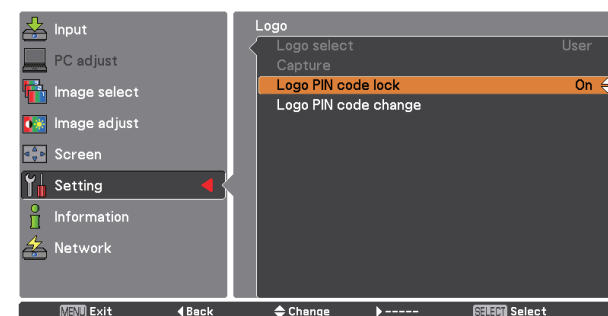 Input
PC adjust
Image select
Image adjust
Screen
Setting
Information
Network
Logo
Logo select User
Capture
Logo PIN code lock On
Logo PIN code change
MENU Exit Back Change ----- SELECT Select